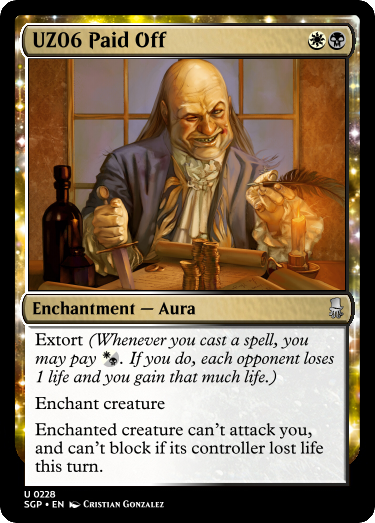 UZ06 Paid Off
Enchantment — Aura
Extort (Whenever you cast a spell, you
may pay . If you do, each opponent loses
1 life and you gain that much life.)
Enchant creature
Enchanted creature can't attack you,
and can't block if its controller lost life
this turn.
U 0228
SGP • EN Cristian Gonzalez